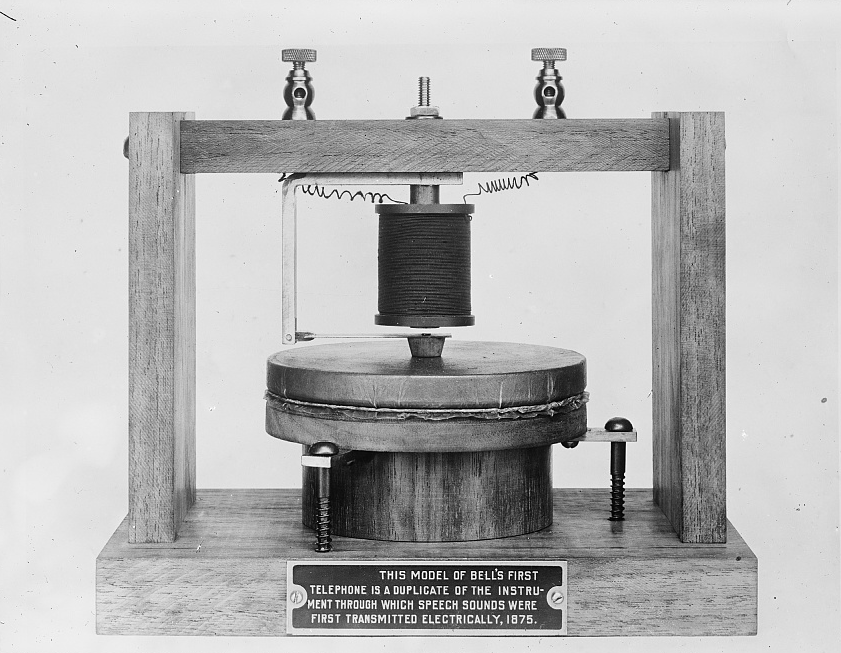 THIS MODEL OF BELL'S FIRST
TELEPHONE IS A DUPLICATE OF THE INSTRU-
MENT THROUGH WHICH SPEECH SOUNDS WERE
FIRST TRANSMITTED ELECTRICALLY, 1875.